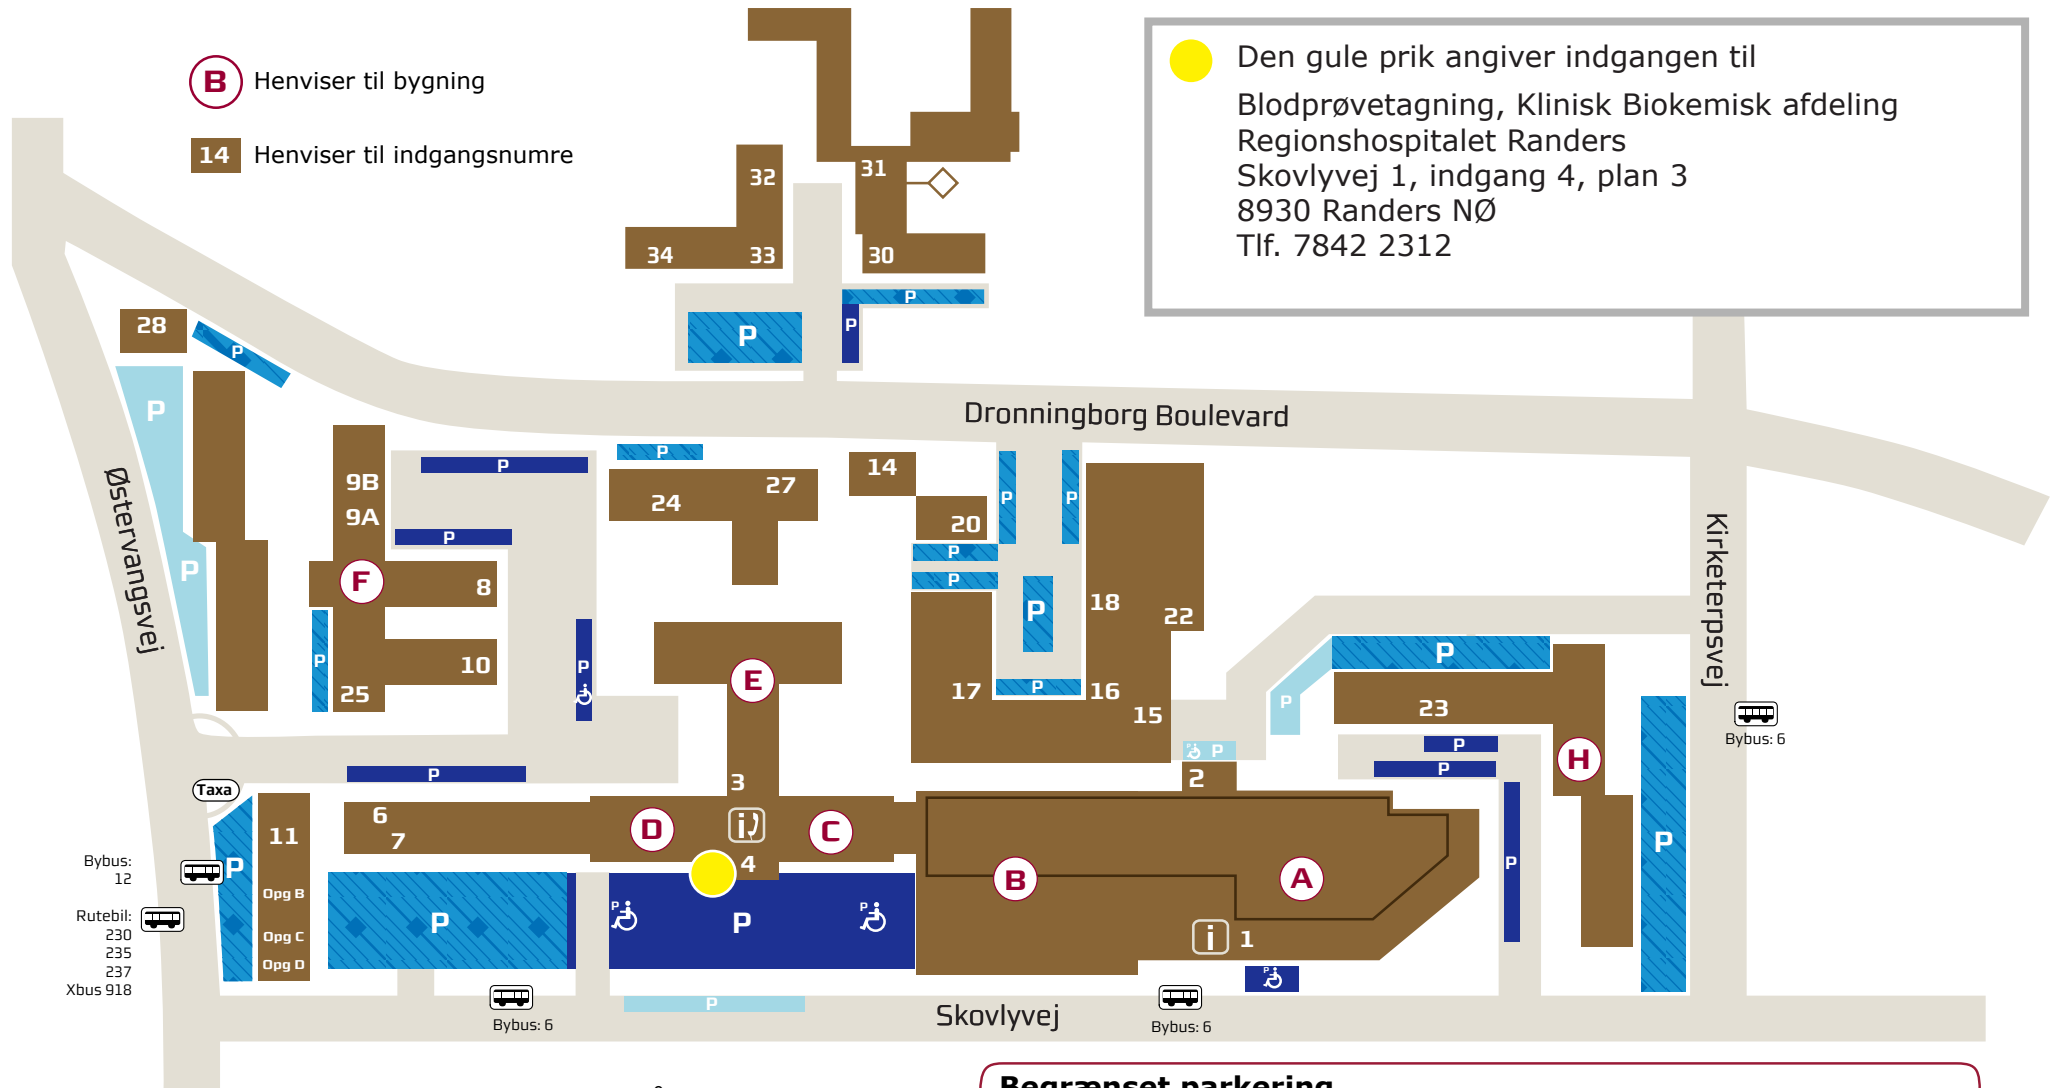 B Henviser til bygning
14 Henviser til indgangsnumre
Den gule prik angiver indgangen til
Blodprøvetagning, Klinisk Biokemisk afdeling
Regionshospitalet Randers
Skovlyvej 1, indgang 4, plan 3
8930 Randers NØ
Tlf. 7842 2312
32
31
34
33
30
P
P
P
28
P
P
Dronningborg Boulevard
Østervangsvej
Kirketerpsvej
9B
9A
P
P
P
24
27
14
20
P
P
P
P
P
F
8
P
P
18
22
10
25
P
E
17
P
16
15
P
P
23
P
Bybus: 6
P
P
P
P
H
Taxa
P
3
2
6
7
11
D
i
C
4
B
A
P
P
P
Bybus:
12
P
Opg B
Opg C
Opg D
P
P
P
P
i 1
P
Rutebil:
230
235
237
Xbus 918
Bybus: 6
P
Skovlyvej
Bybus: 6
Begrænset parkering